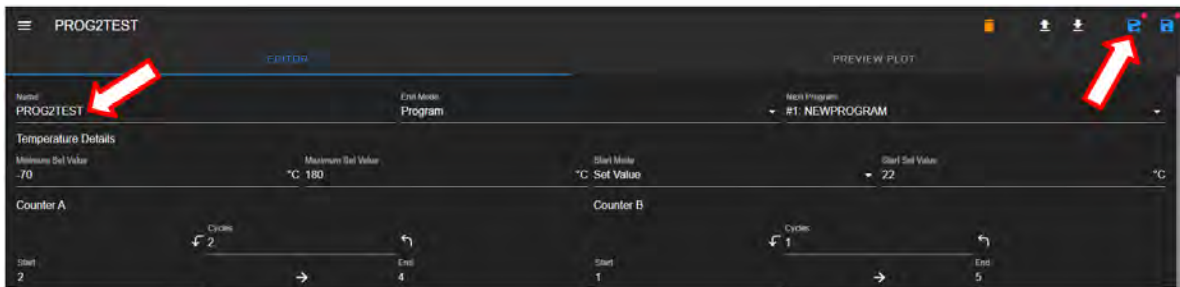 PROG2TEST
EDITOR PREVIEW PLOT
Name End Mode Next Program
PROG2TEST Program #1: NEWPROGRAM
Temperature Details
Minimum Set Value Maximum Set Value Start Mode Start Set Value
-70 °C 180 °C Set Value 22 °C
Counter A Counter B
Cycles Cycles
2 1
Start End Start End
2 4 1 5